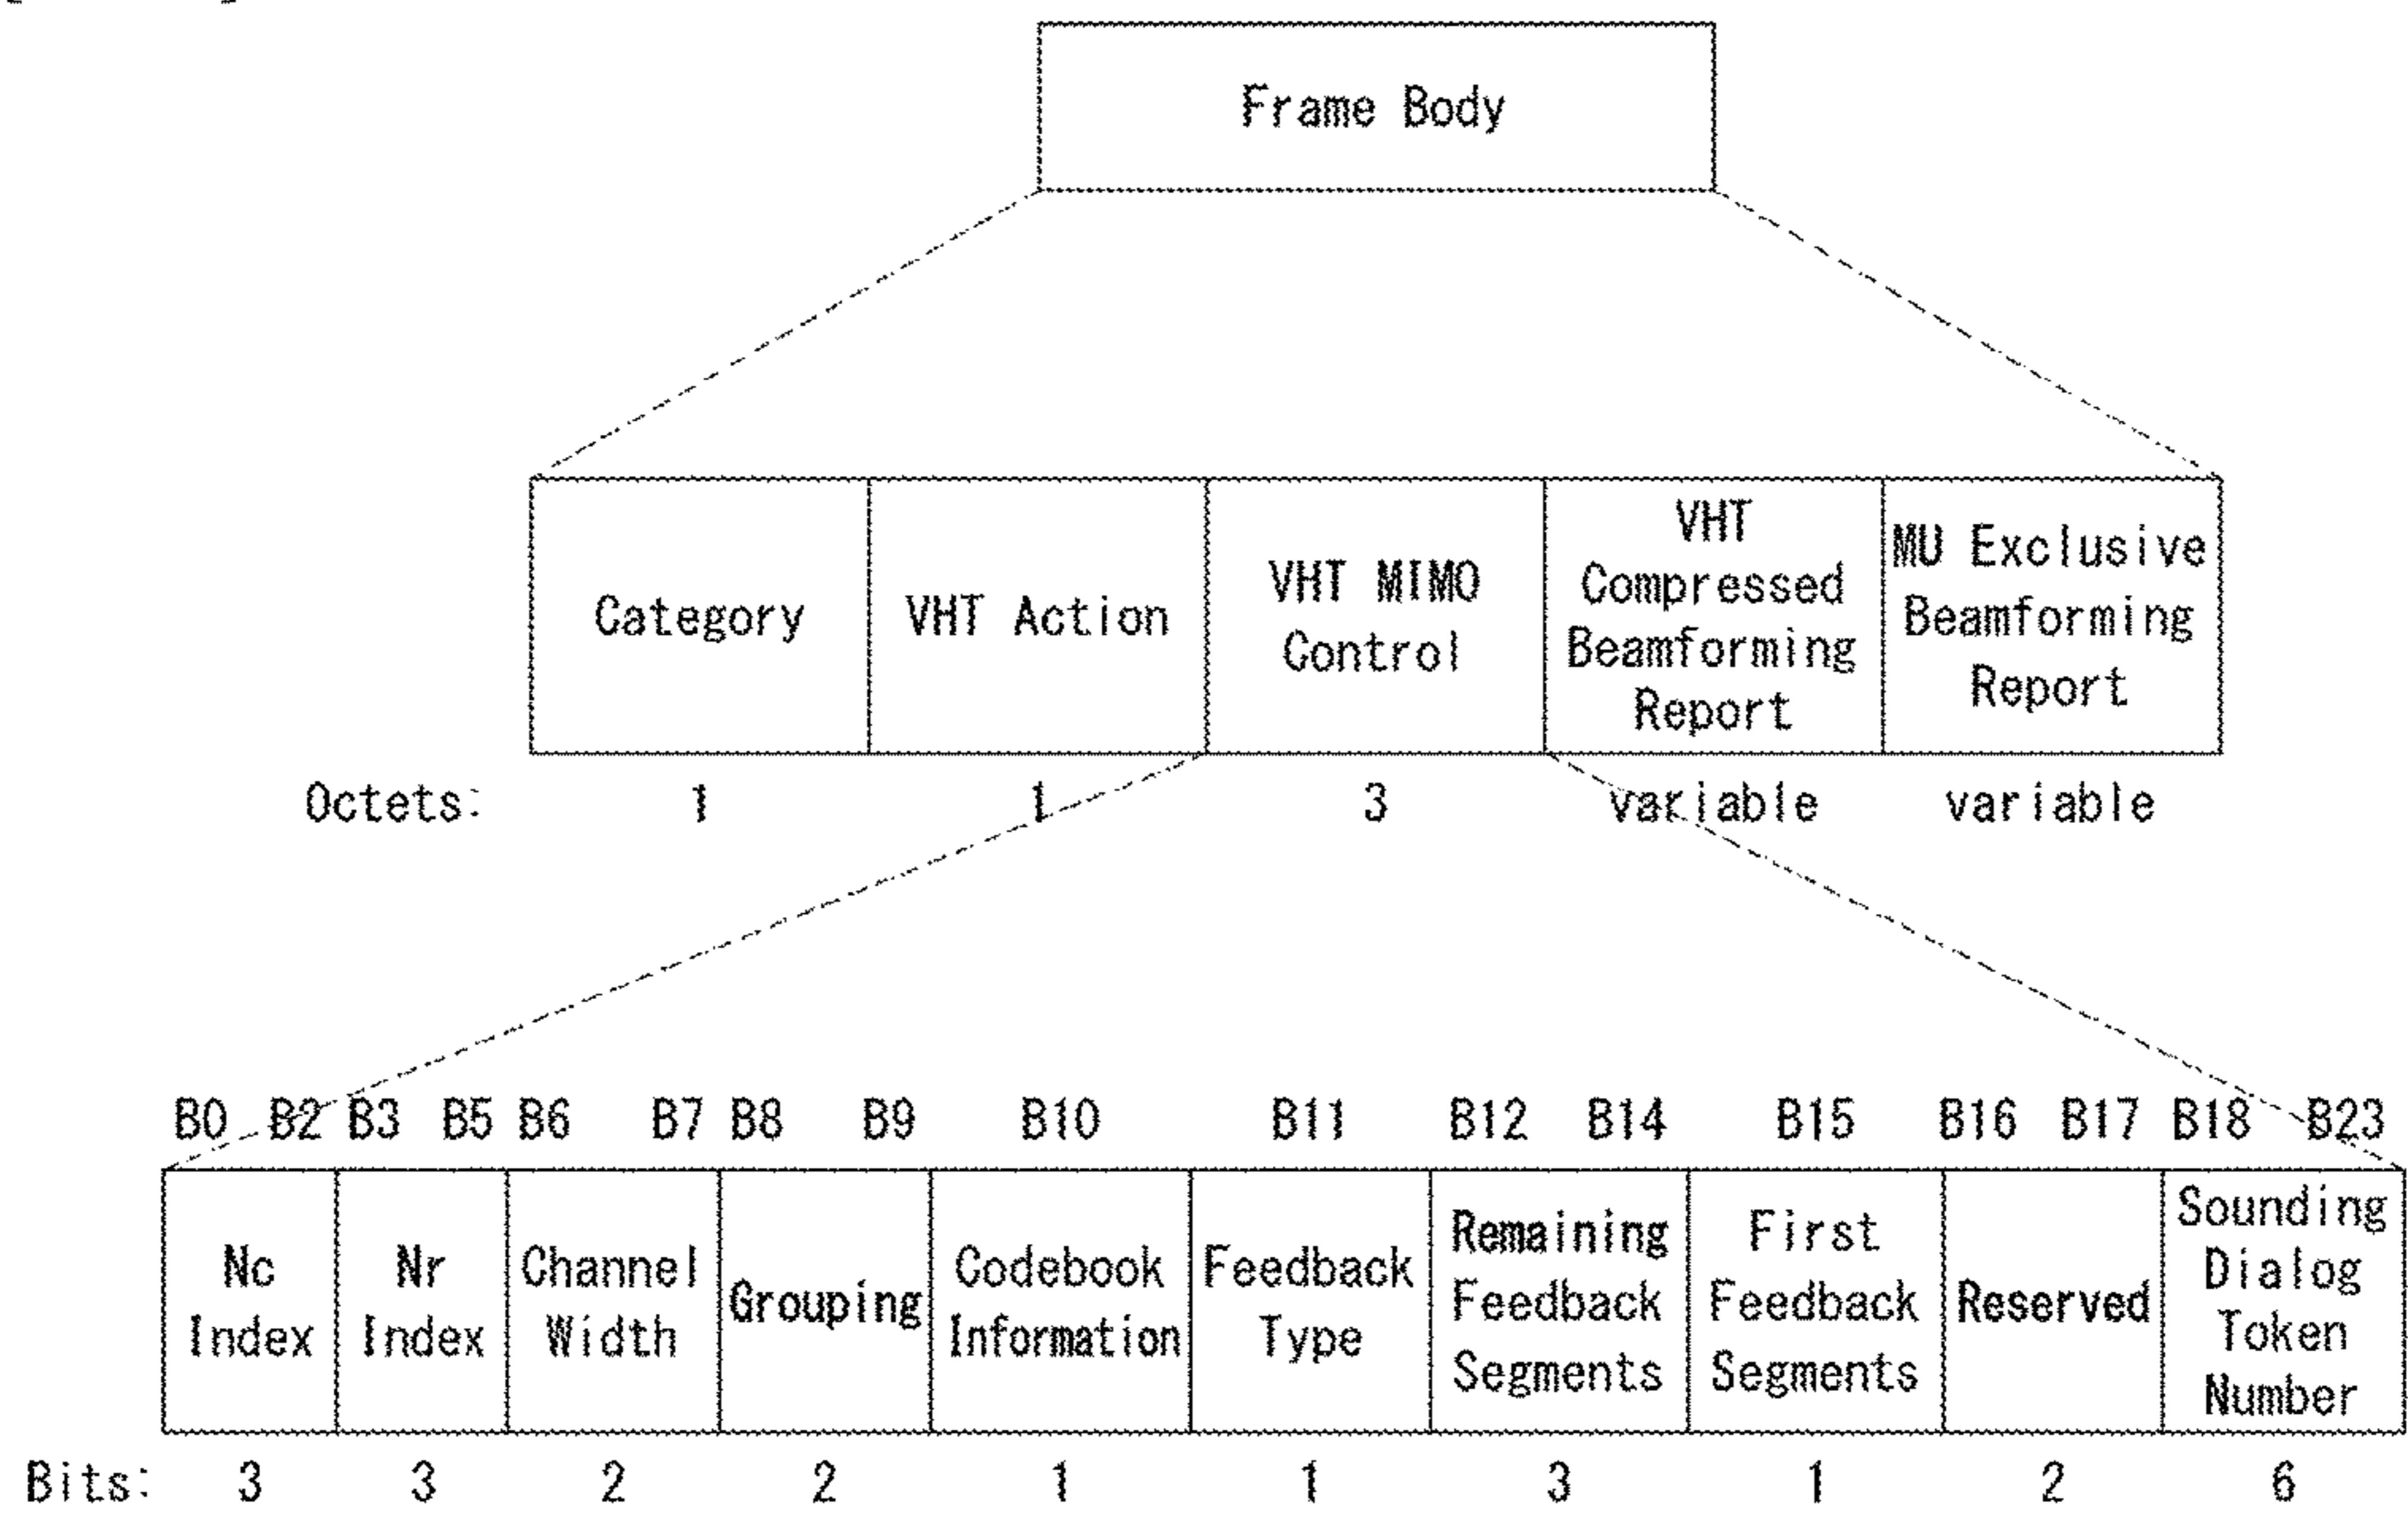 Frame Body
Category
VHT Action
VHT MIMO
Control
VHT
Compressed
Beamforming
Report
MU Exclusive
Beamforming
Report
Octets: 1 1 3 variable variable
B0 B2 B3 B5 B6 B7 B8 B9 B10 B11 B12 B14 B15 B16 B17 B18 B23
Nc
Index
Nr
Index
Channel
Width
Grouping
Codebook
Information
Feedback
Type
Remaining
Feedback
Segments
First
Feedback
Segments
Reserved
Sounding
Dialog
Token
Number
Bits: 3 3 2 2 1 1 3 1 2 6